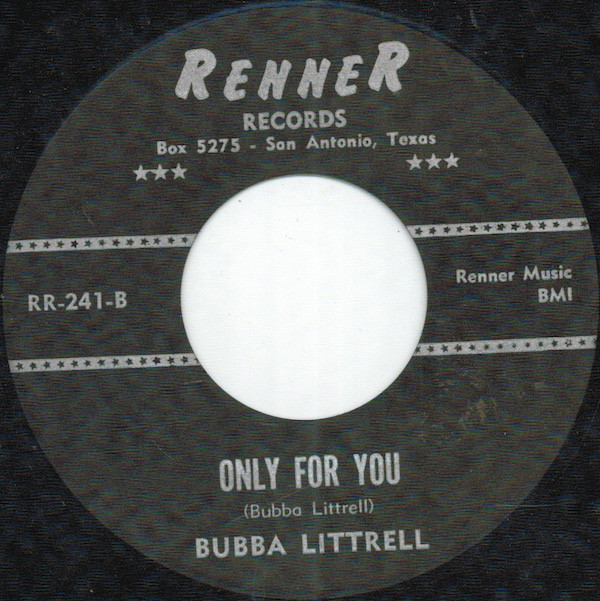 RENNER
RECORDS
Box 5275 - San Antonio, Texas
RR-241-B
Renner Music
BMI
ONLY FOR YOU
(Bubba Littrell)
BUBBA LITTRELL